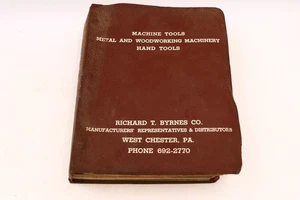 MACHINE TOOLS
METAL AND WOODWORKING MACHINERY
HAND TOOLS
RICHARD T. BYRNES CO.
MANUFACTURERS' REPRESENTATIVES & DISTRIBUTORS
WEST CHESTER, PA.
PHONE 692-2770